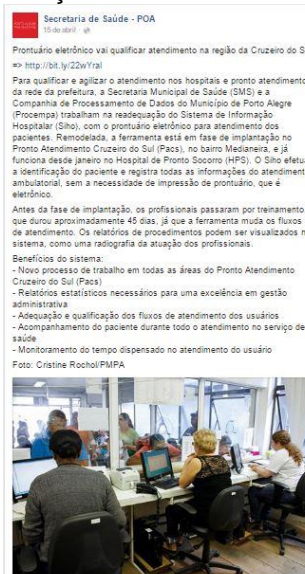 Secretaria de Saúde - POA
15 de abril
Prontuário eletrônico vai qualificar atendimento na região da Cruzeiro do S
=> http://bit.ly/22wYraI
Para qualificar e agilizar o atendimento nos hospitais e pronto atendimento
da rede da prefeitura, a Secretaria Municipal de Saúde (SMS) e a
Companhia de Processamento de Dados do Município de Porto Alegre
(Procempa) trabalham na readequação do Sistema de Informação
Hospitalar (Siho), com o prontuário eletrônico para atendimento dos
pacientes. Remodelada, a ferramenta está em fase de implantação no
Pronto Atendimento Cruzeiro do Sul (Pacs), no bairro Medianeira, e já
funciona desde janeiro no Hospital de Pronto Socorro (HPS). O Siho efetua
a identificação do paciente e registra todas as informações do atendiment
ambulatorial, sem a necessidade de impressão de prontuário, que é
eletrônico.
Antes da fase de implantação, os profissionais passaram por treinamento
que durou aproximadamente 45 dias, já que a ferramenta muda os fluxos
de atendimento. Os relatórios de procedimentos podem ser visualizados n
sistema, como uma radiografia da atuação dos profissionais.
Benefícios do sistema:
- Novo processo de trabalho em todas as áreas do Pronto Atendimento
Cruzeiro do Sul (Pacs)
- Relatórios estatísticos necessários para uma excelência em gestão
administrativa
- Adequação e qualificação dos fluxos de atendimento dos usuários
- Acompanhamento do paciente durante todo o atendimento no serviço de
saúde
- Monitoramento do tempo dispensado no atendimento do usuário
Foto: Cristine Rochol/PMPA